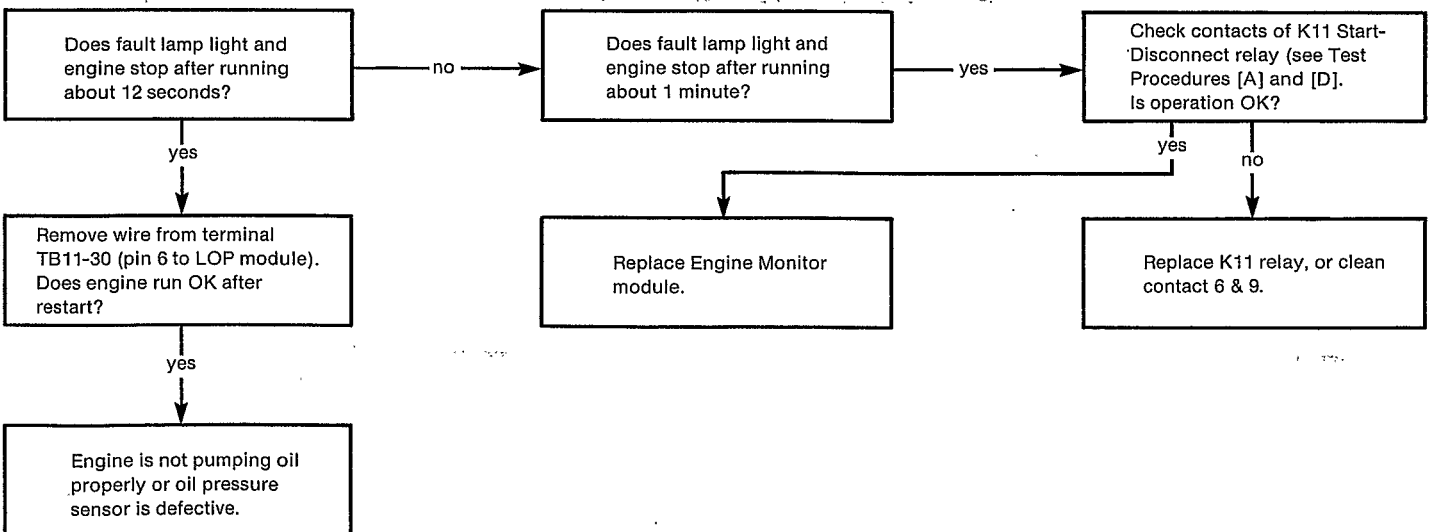 Does fault lamp light and
engine stop after running
about 12 seconds?
no
Does fault lamp light and
engine stop after running
about 1 minute?
yes
Check contacts of K11 Start-
Disconnect relay (see Test
Procedures [A] and [D].
Is operation OK?
yes
yes
no
Remove wire from terminal
TB11-30 (pin 6 to LOP module).
Does engine run OK after
restart?
Replace Engine Monitor
module.
Replace K11 relay, or clean
contact 6 & 9.
yes
Engine is not pumping oil
properly or oil pressure
sensor is defective.